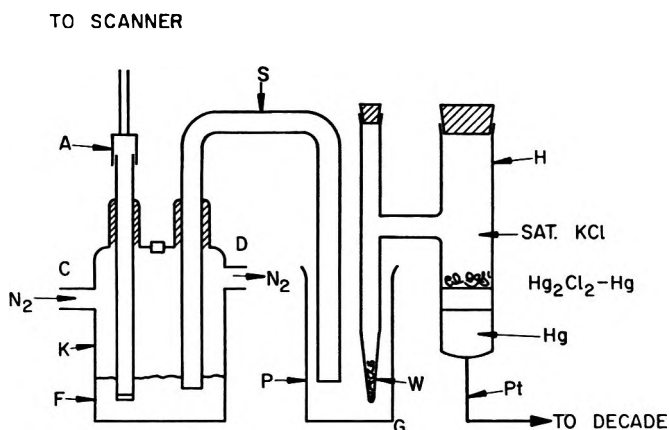 TO SCANNER
S
A
H
D
C
SAT. KCl
N2
N2
Hg2Cl2-Hg
K
Hg
P
W
F
Pt
G
TO DECADE